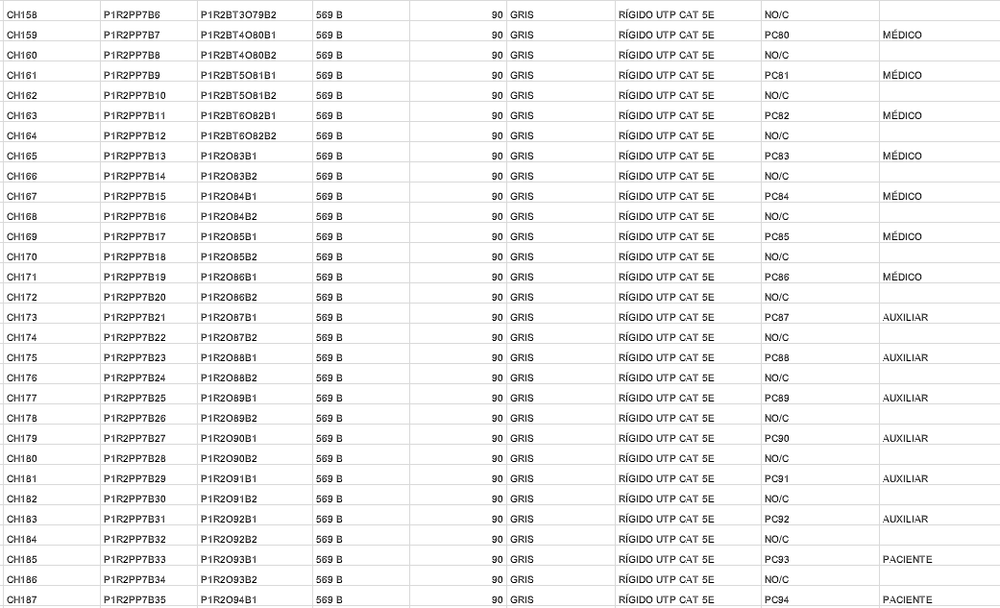 CH158 P1R2PP7B6 P1R2BT3O79B2 569 B 90 GRIS RÍGIDO UTP CAT 5E NO/C
CH159 P1R2PP7B7 P1R2BT4O80B1 569 B 90 GRIS RÍGIDO UTP CAT 5E PC80 MÉDICO
CH160 P1R2PP7B8 P1R2BT4O80B2 569 B 90 GRIS RÍGIDO UTP CAT 5E NO/C
CH161 P1R2PP7B9 P1R2BT5O81B1 569 B 90 GRIS RÍGIDO UTP CAT 5E PC81 MÉDICO
CH162 P1R2PP7B10 P1R2BT5O81B2 569 B 90 GRIS RÍGIDO UTP CAT 5E NO/C
CH163 P1R2PP7B11 P1R2BT6O82B1 569 B 90 GRIS RÍGIDO UTP CAT 5E PC82 MÉDICO
CH164 P1R2PP7B12 P1R2BT6O82B2 569 B 90 GRIS RÍGIDO UTP CAT 5E NO/C
CH165 P1R2PP7B13 P1R2O83B1 569 B 90 GRIS RÍGIDO UTP CAT 5E PC83 MÉDICO
CH166 P1R2PP7B14 P1R2O83B2 569 B 90 GRIS RÍGIDO UTP CAT 5E NO/C
CH167 P1R2PP7B15 P1R2O84B1 569 B 90 GRIS RÍGIDO UTP CAT 5E PC84 MÉDICO
CH168 P1R2PP7B16 P1R2O84B2 569 B 90 GRIS RÍGIDO UTP CAT 5E NO/C
CH169 P1R2PP7B17 P1R2O85B1 569 B 90 GRIS RÍGIDO UTP CAT 5E PC85 MÉDICO
CH170 P1R2PP7B18 P1R2O85B2 569 B 90 GRIS RÍGIDO UTP CAT 5E NO/C
CH171 P1R2PP7B19 P1R2O86B1 569 B 90 GRIS RÍGIDO UTP CAT 5E PC86 MÉDICO
CH172 P1R2PP7B20 P1R2O86B2 569 B 90 GRIS RÍGIDO UTP CAT 5E NO/C
CH173 P1R2PP7B21 P1R2O87B1 569 B 90 GRIS RÍGIDO UTP CAT 5E PC87 AUXILIAR
CH174 P1R2PP7B22 P1R2O87B2 569 B 90 GRIS RÍGIDO UTP CAT 5E NO/C
CH175 P1R2PP7B23 P1R2O88B1 569 B 90 GRIS RÍGIDO UTP CAT 5E PC88 AUXILIAR
CH176 P1R2PP7B24 P1R2O88B2 569 B 90 GRIS RÍGIDO UTP CAT 5E NO/C
CH177 P1R2PP7B25 P1R2O89B1 569 B 90 GRIS RÍGIDO UTP CAT 5E PC89 AUXILIAR
CH178 P1R2PP7B26 P1R2O89B2 569 B 90 GRIS RÍGIDO UTP CAT 5E NO/C
CH179 P1R2PP7B27 P1R2O90B1 569 B 90 GRIS RÍGIDO UTP CAT 5E PC90 AUXILIAR
CH180 P1R2PP7B28 P1R2O90B2 569 B 90 GRIS RÍGIDO UTP CAT 5E NO/C
CH181 P1R2PP7B29 P1R2O91B1 569 B 90 GRIS RÍGIDO UTP CAT 5E PC91 AUXILIAR
CH182 P1R2PP7B30 P1R2O91B2 569 B 90 GRIS RÍGIDO UTP CAT 5E NO/C
CH183 P1R2PP7B31 P1R2O92B1 569 B 90 GRIS RÍGIDO UTP CAT 5E PC92 AUXILIAR
CH184 P1R2PP7B32 P1R2O92B2 569 B 90 GRIS RÍGIDO UTP CAT 5E NO/C
CH185 P1R2PP7B33 P1R2O93B1 569 B 90 GRIS RÍGIDO UTP CAT 5E PC93 PACIENTE
CH186 P1R2PP7B34 P1R2O93B2 569 B 90 GRIS RÍGIDO UTP CAT 5E NO/C
CH187 P1R2PP7B35 P1R2O94B1 569 B 90 GRIS RÍGIDO UTP CAT 5E PC94 PACIENTE